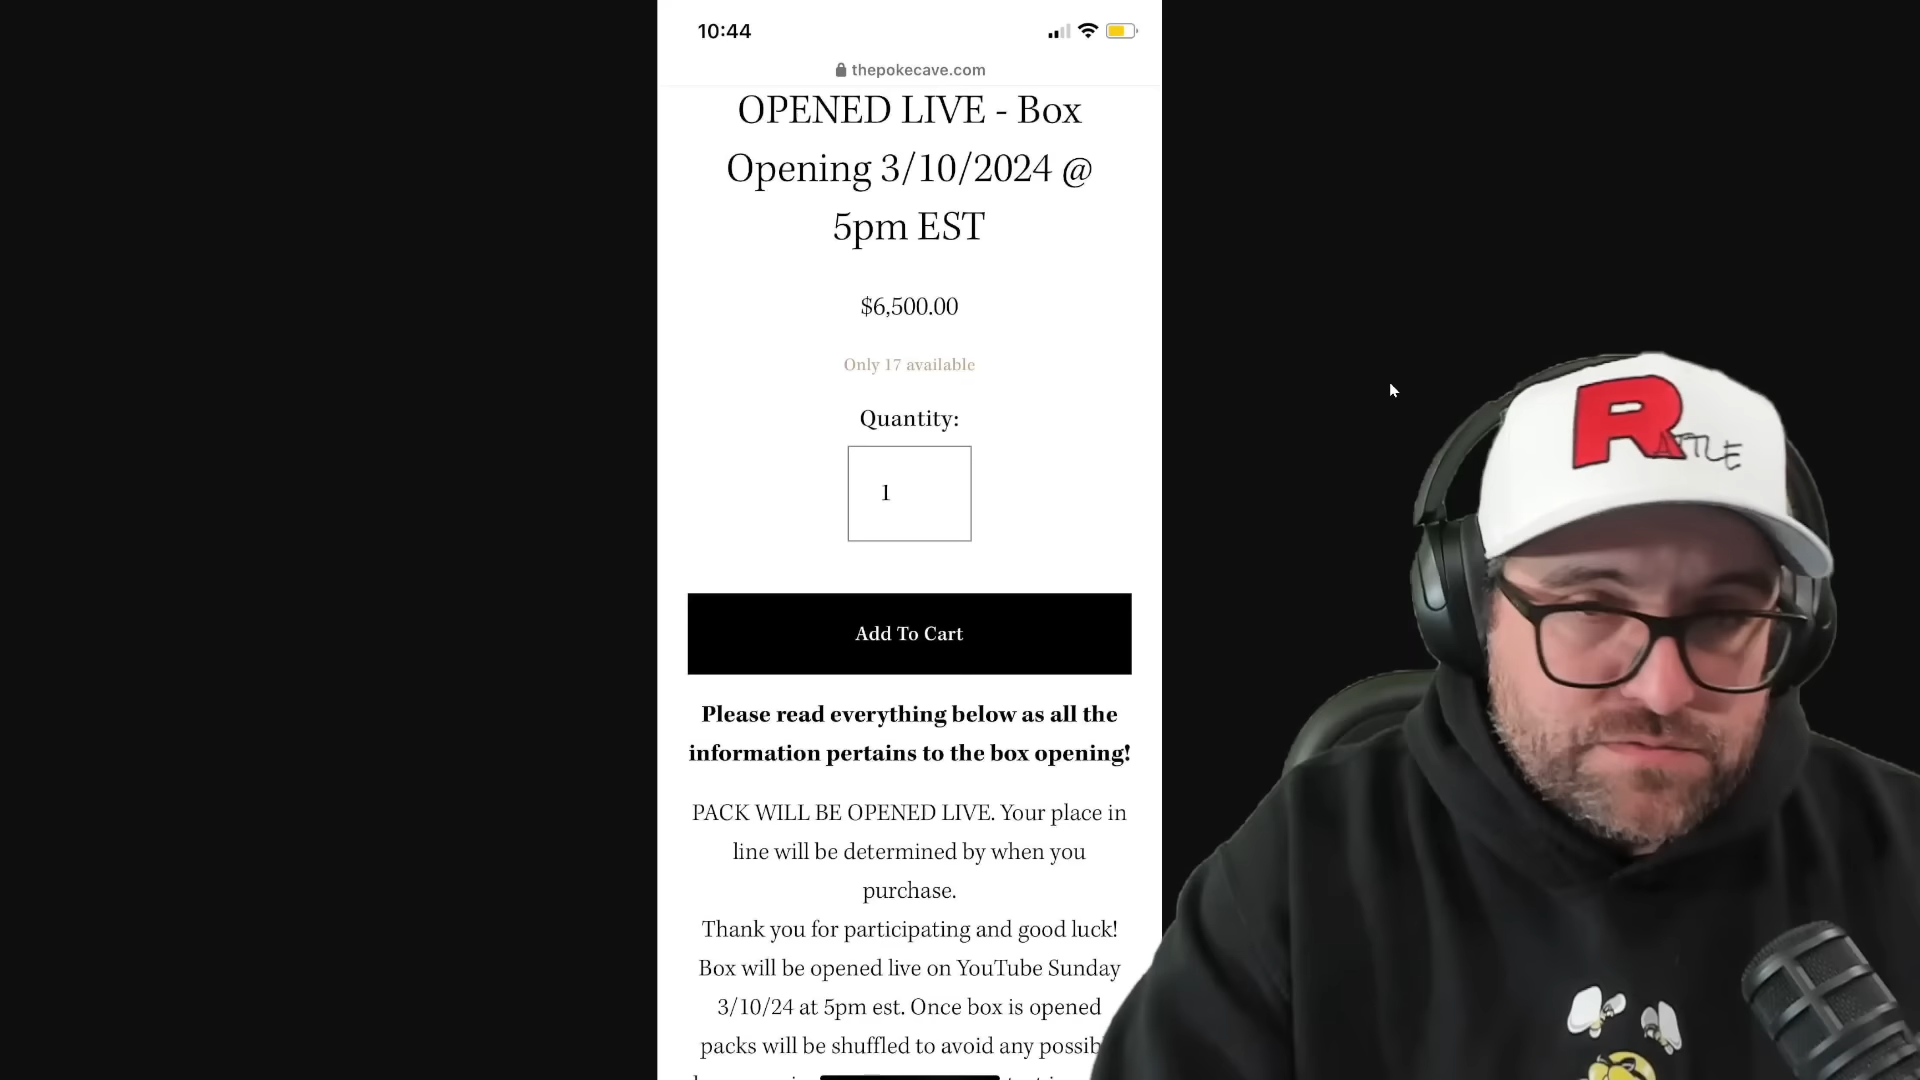 10:44
thepokecave.com
OPENED LIVE - Box
Opening 3/10/2024 @
5pm EST
$6,500.00
Only 17 available
Quantity:
1
Add To Cart
Please read everything below as all the
information pertains to the box opening!
PACK WILL BE OPENED LIVE. Your place in
line will be determined by when you
purchase.
Thank you for participating and good luck!
Box will be opened live on YouTube Sunday
3/10/24 at 5pm est. Once box is opened
packs will be shuffled to avoid any
RATTLE